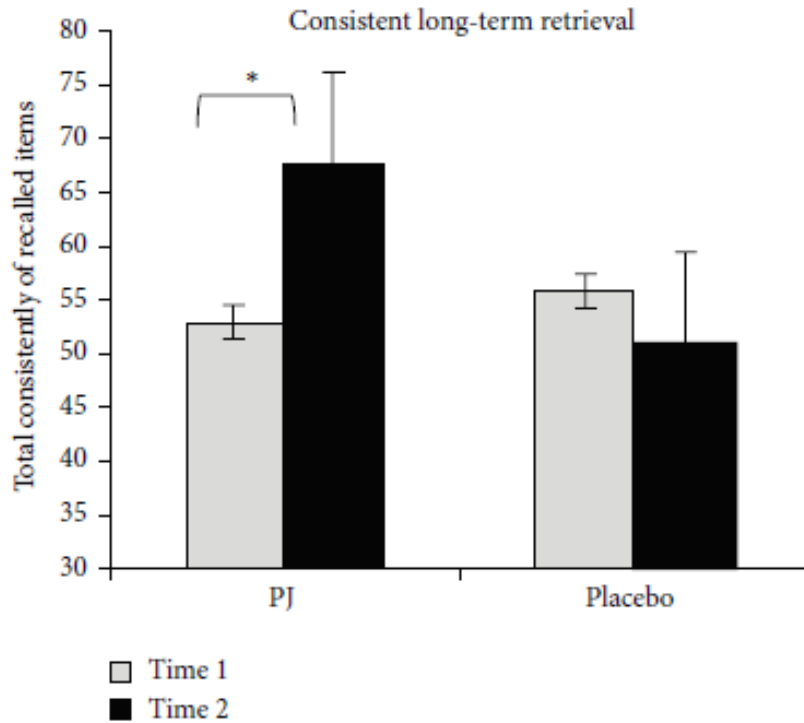 Consistent long-term retrieval
Total consistently of recalled items
80
75
70
65
60
55
50
45
40
35
30
*
PJ
Placebo
Time 1
Time 2